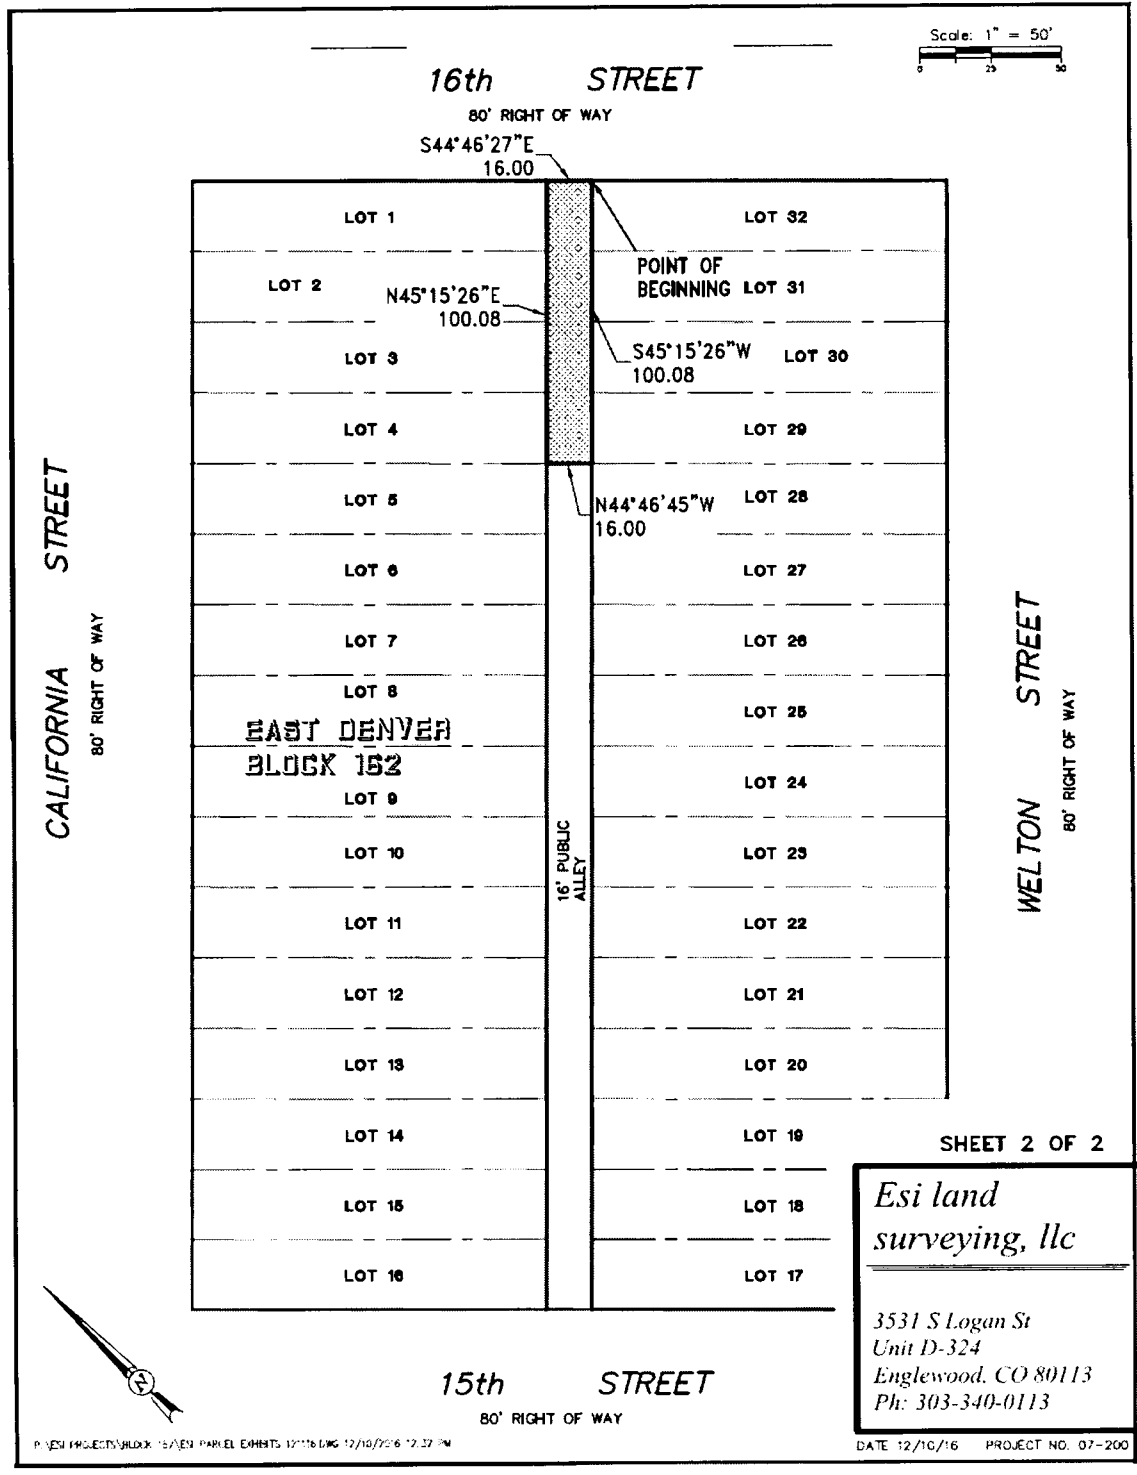 Scale: 1" = 50'
0 25 50
16th STREET
80' RIGHT OF WAY
S44°46'27"E
16.00
LOT 1
LOT 32
POINT OF
BEGINNING
LOT 2
LOT 31
N45°15'26"E
100.08
S45°15'26"W
100.08
LOT 3
LOT 30
LOT 4
LOT 29
N44°46'45"W
16.00
LOT 5
LOT 28
LOT 6
LOT 27
LOT 7
LOT 26
LOT 8
LOT 25
EAST DENVER
BLOCK 162
LOT 9
LOT 24
LOT 10
LOT 23
16' PUBLIC
ALLEY
LOT 11
LOT 22
LOT 12
LOT 21
LOT 13
LOT 20
LOT 14
LOT 19
LOT 15
LOT 18
LOT 16
LOT 17
CALIFORNIA STREET
80' RIGHT OF WAY
WELTON STREET
80' RIGHT OF WAY
15th STREET
80' RIGHT OF WAY
N
SHEET 2 OF 2
Esi land
surveying, llc
3531 S Logan St
Unit D-324
Englewood, CO 80113
Ph: 303-340-0113
DATE 12/10/16 PROJECT NO. 07-200